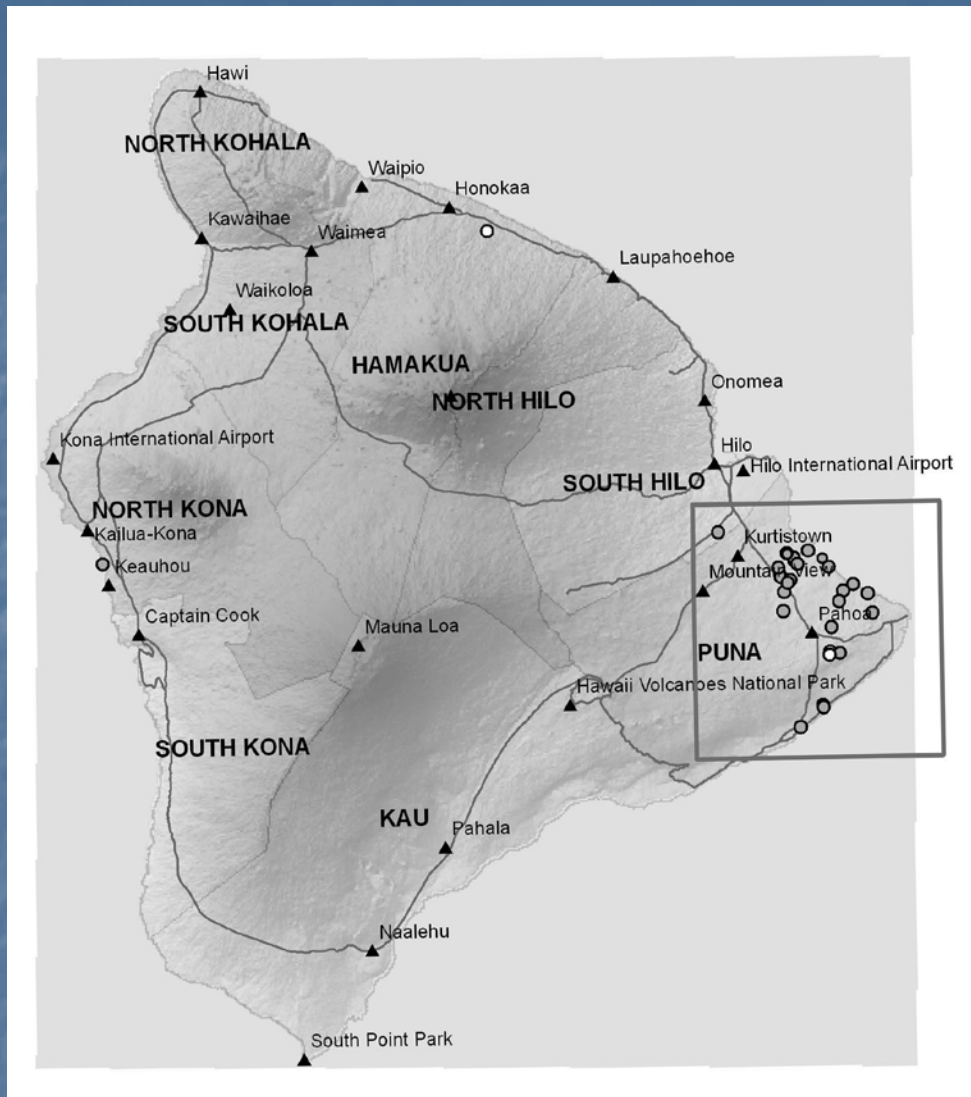 Hawi
NORTH KOHALA
Waipio
Honokaa
Kawaihae
Waimea
Laupahoehoe
Waikoloa
SOUTH KOHALA
HAMAKUA
Onomea
NORTH HILO
Kona International Airport
Hilo
Hilo International Airport
SOUTH HILO
NORTH KONA
Kailua-Kona
Kurtistown
Keauhou
Mountain View
Captain Cook
Mauna Loa
Pahoa
PUNA
Hawaii Volcanoes National Park
SOUTH KONA
KAU
Pahala
Naalehu
South Point Park